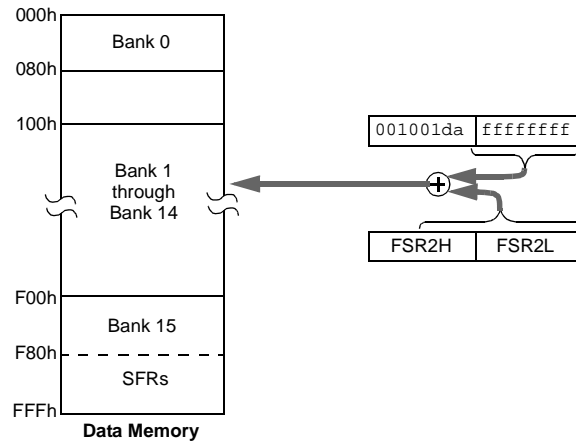 000h
Bank 0
080h
100h
001001da ffffffff
Bank 1
through
Bank 14
FSR2H FSR2L
F00h
Bank 15
F80h
SFRs
FFFh
Data Memory